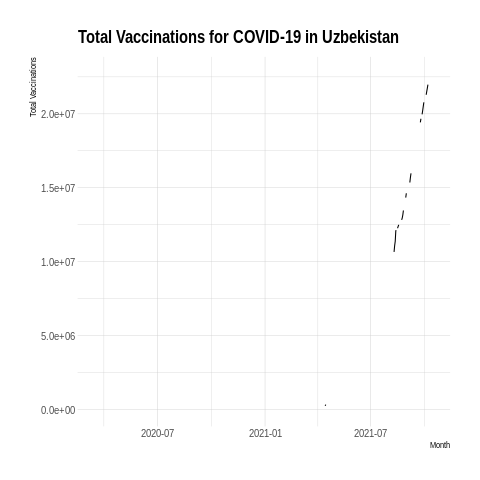 Total Vaccinations for COVID-19 in Uzbekistan
Total Vaccinations
2.0e+07
1.5e+07
1.0e+07
5.0e+06
0.0e+00
2020-07 2021-01 2021-07
Month